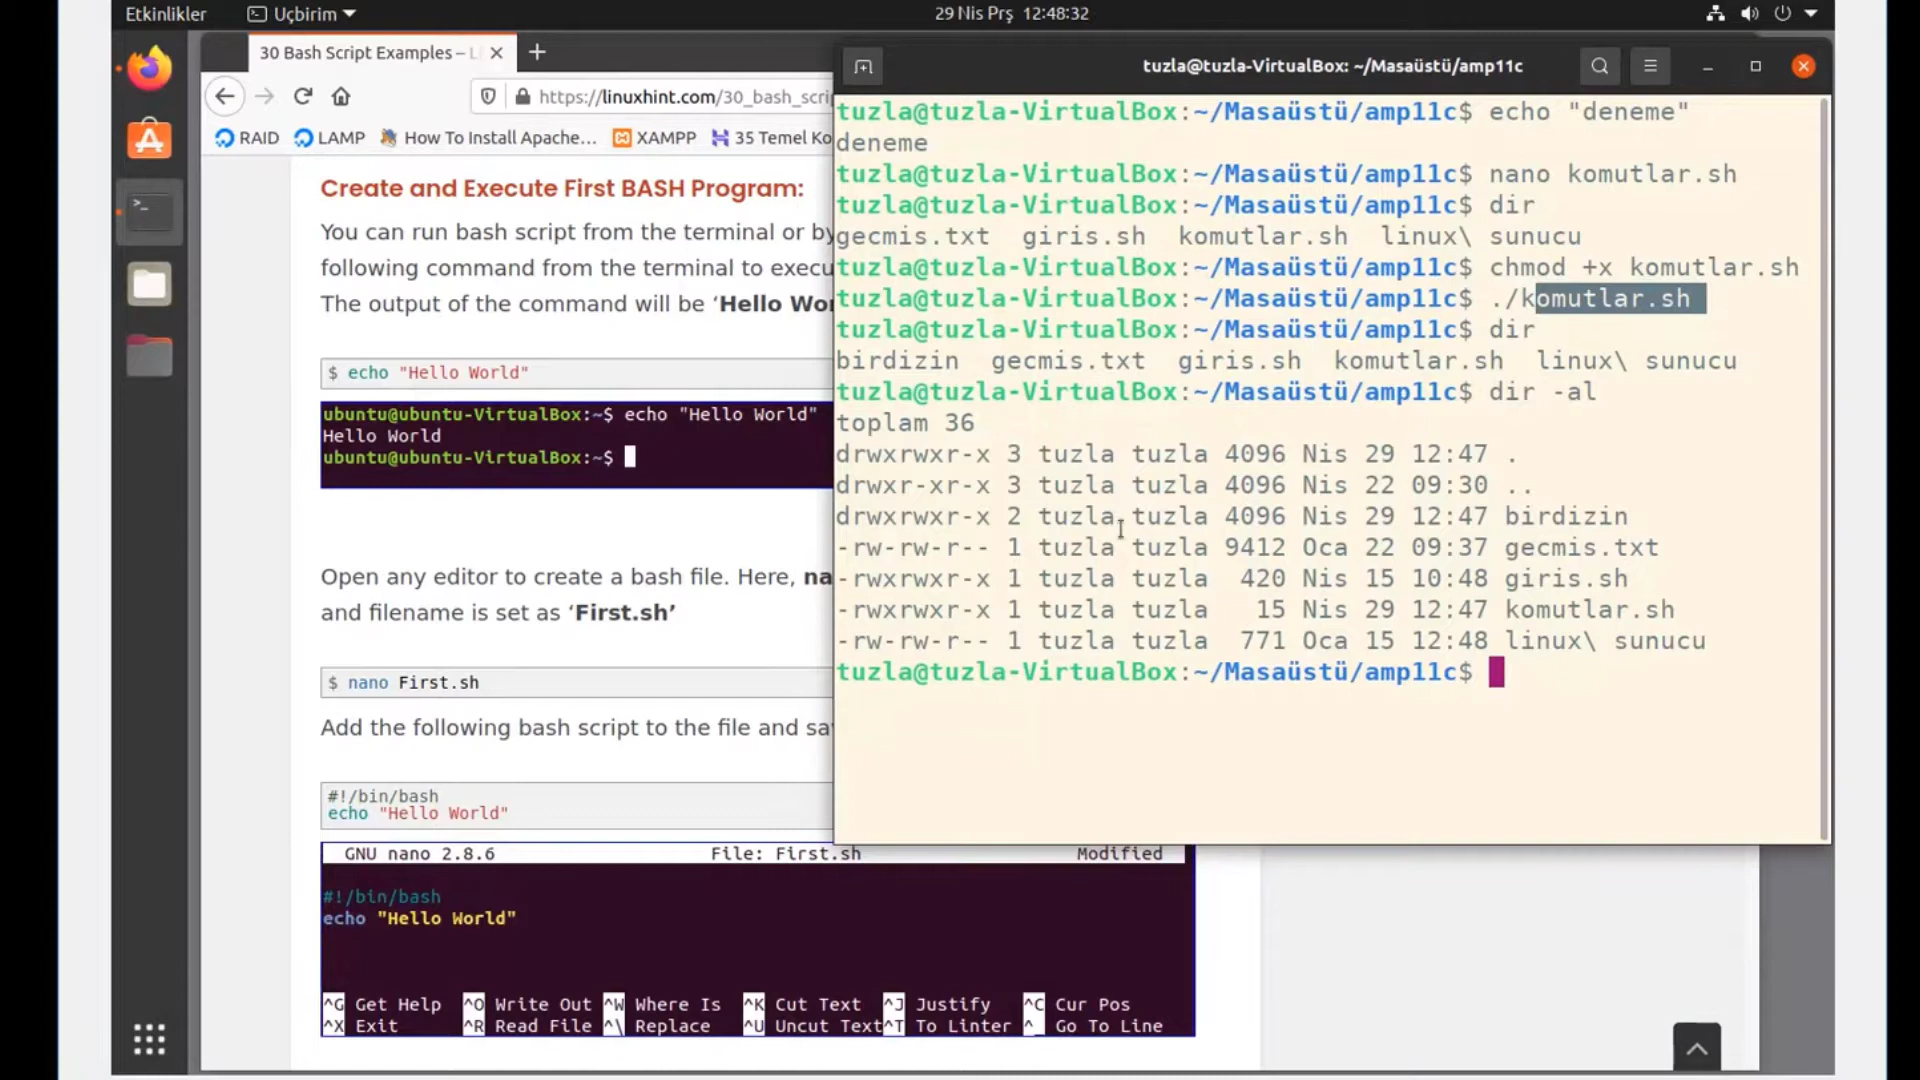 Etkinlikler
Uçbirim
29 Nis Prş 12:48:32
30 Bash Script Examples – L
https://linuxhint.com/30_bash_scri
RAID
LAMP
How To Install Apache...
XAMPP
35 Temel Ko
Create and Execute First BASH Program:
You can run bash script from the terminal or by
following command from the terminal to execu
The output of the command will be ‘Hello Wor
$ echo "Hello World"
ubuntu@ubuntu-VirtualBox:~$ echo "Hello World"
Hello World
ubuntu@ubuntu-VirtualBox:~$
Open any editor to create a bash file. Here, na
and filename is set as ‘First.sh’
$ nano First.sh
Add the following bash script to the file and sa
#!/bin/bash
echo "Hello World"
GNU nano 2.8.6 File: First.sh Modified
#!/bin/bash
echo "Hello World"
^G Get Help ^O Write Out ^W Where Is ^K Cut Text ^J Justify ^C Cur Pos
^X Exit ^R Read File ^\ Replace ^U Uncut Text ^T To Linter ^_ Go To Line
tuzla@tuzla-VirtualBox: ~/Masaüstü/amp11c
tuzla@tuzla-VirtualBox:~/Masaüstü/amp11c$ echo "deneme"
deneme
tuzla@tuzla-VirtualBox:~/Masaüstü/amp11c$ nano komutlar.sh
tuzla@tuzla-VirtualBox:~/Masaüstü/amp11c$ dir
gecmis.txt giris.sh komutlar.sh linux\ sunucu
tuzla@tuzla-VirtualBox:~/Masaüstü/amp11c$ chmod +x komutlar.sh
tuzla@tuzla-VirtualBox:~/Masaüstü/amp11c$ ./komutlar.sh
tuzla@tuzla-VirtualBox:~/Masaüstü/amp11c$ dir
birdizin gecmis.txt giris.sh komutlar.sh linux\ sunucu
tuzla@tuzla-VirtualBox:~/Masaüstü/amp11c$ dir -al
toplam 36
drwxrwxr-x 3 tuzla tuzla 4096 Nis 29 12:47 .
drwxr-xr-x 3 tuzla tuzla 4096 Nis 22 09:30 ..
drwxrwxr-x 2 tuzla tuzla 4096 Nis 29 12:47 birdizin
-rw-rw-r-- 1 tuzla tuzla 9412 Oca 22 09:37 gecmis.txt
-rwxrwxr-x 1 tuzla tuzla 420 Nis 15 10:48 giris.sh
-rwxrwxr-x 1 tuzla tuzla 15 Nis 29 12:47 komutlar.sh
-rw-rw-r-- 1 tuzla tuzla 771 Oca 15 12:48 linux\ sunucu
tuzla@tuzla-VirtualBox:~/Masaüstü/amp11c$